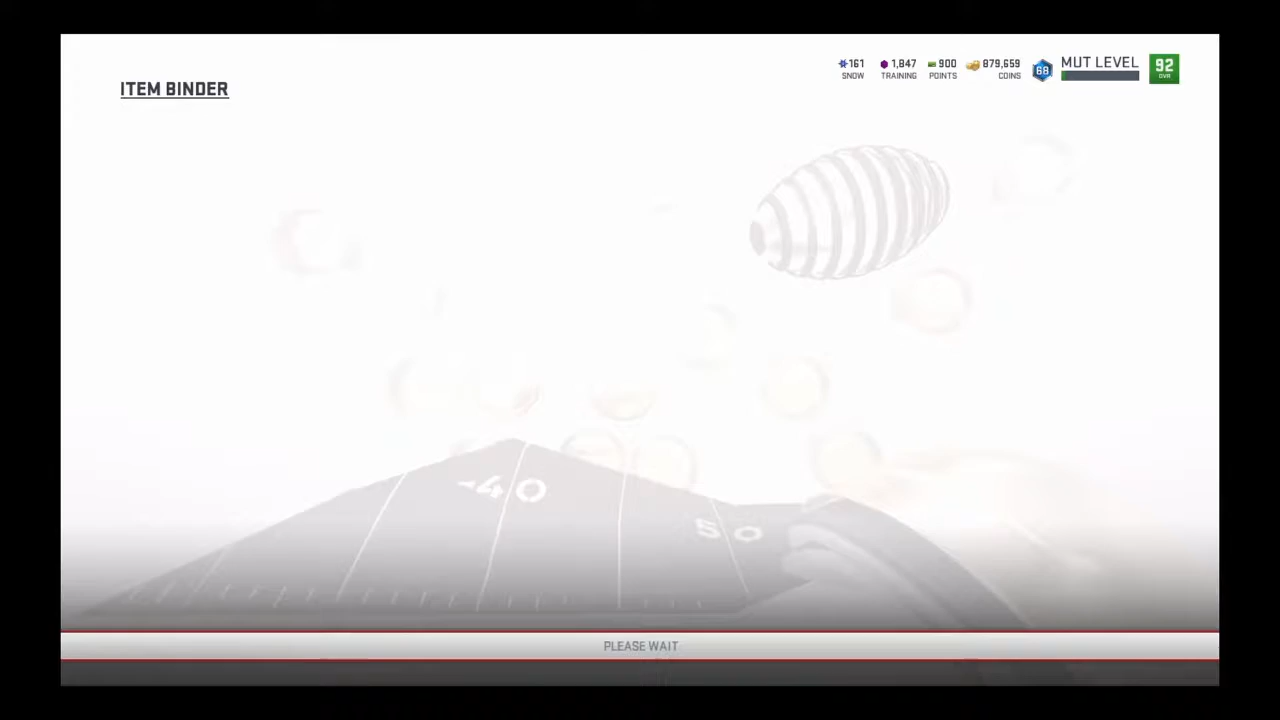 ITEM BINDER
161
SNOW
1,847
TRAINING
900
POINTS
879,659
COINS
68
MUT LEVEL
92
OVR
40
50
PLEASE WAIT